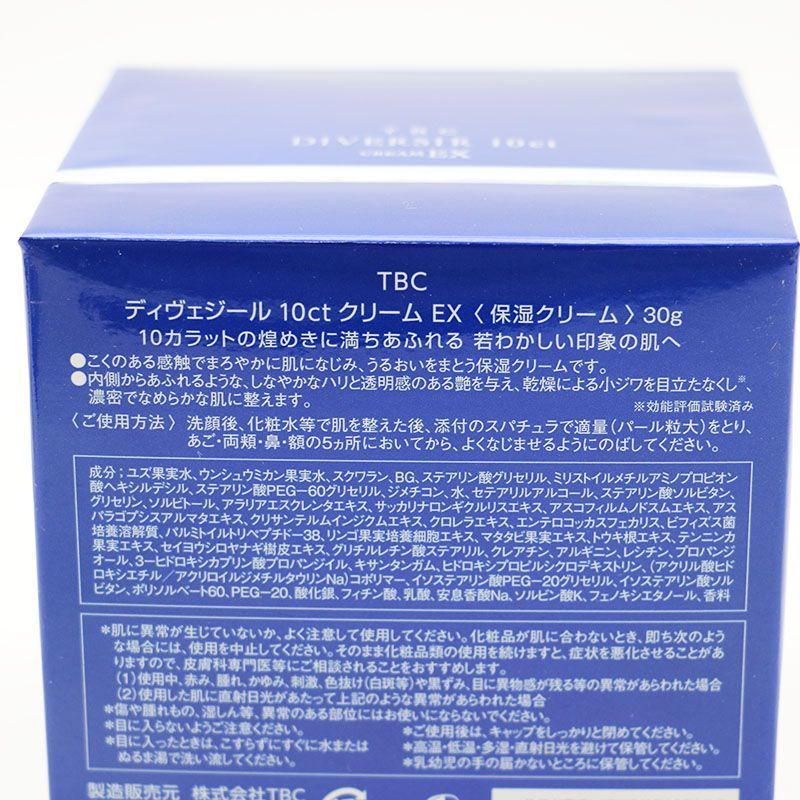 TBC
DiVERSiR 10ct
CREAM EX
TBC
ディヴェジール 10ct クリーム EX 〈 保湿クリーム 〉 30g
10カラットの煌めきに満ちあふれる 若わかしい印象の肌へ
●こくのある感触でまろやかに肌になじみ、うるおいをまとう保湿クリームです。
●内側からあふれるような、しなやかなハリと透明感のある艶を与え、乾燥による小ジワを目立たなくし※、
濃密でなめらかな肌に整えます。
※効能評価試験済み
〈ご使用方法〉 洗顔後、化粧水等で肌を整えた後、添付のスパチュラで適量(パール粒大)をとり、
あご・両頬・鼻・額の5ヵ所においてから、よくなじませるようにのばしてください。
成分 ; ユズ果実水、ウンシュウミカン果実水、スクワラン、BG、ステアリン酸グリセリル、ミリストイルメチルアミノプロピオン
酸ヘキシルデシル、ステアリン酸PEG-60グリセリル、ジメチコン、水、セテアリルアルコール、ステアリン酸ソルビタン、
グリセリン、ソルビトール、アラリアエスクレンタエキス、サッカリナロンギクルリスエキス、アスコフィルムノドスムエキス、アス
パラゴプシスアルマタエキス、クリサンテルムインジクムエキス、クロレラエキス、エンテロコッカスフェカリス、ビフィズス菌
培養溶解質、パルミトイルトリペプチド-38、リンゴ果実培養細胞エキス、マタタビ果実エキス、トウキ根エキス、テンニンカ
果実エキス、セイヨウシロヤナギ樹皮エキス、グリチルレチン酸ステアリル、クレアチン、アルギニン、レシチン、プロパンジ
オール、3-ヒドロキシカプリン酸プロパンジイル、キサンタンガム、ヒドロキシプロピルシクロデキストリン、(アクリル酸ヒド
ロキシエチル/アクリロイルジメチルタウリンNa)コポリマー、イソステアリン酸PEG-20グリセリル、イソステアリン酸ソル
ビタン、ポリソルベート60、PEG-20、酸化銀、フィチン酸、乳酸、安息香酸Na、ソルビン酸K、フェノキシエタノール、香料
＊肌に異常が生じていないか、よく注意して使用してください。化粧品が肌に合わないとき、即ち次のよう
な場合には、使用を中止してください。そのまま化粧品類の使用を続けますと、症状を悪化させることがあ
りますので、皮膚科専門医等にご相談されることをおすすめします。
(1)使用中、赤み、腫れ、かゆみ、刺激、色抜け(白斑等)や黒ずみ、目に異物感が残る等の異常があらわれた場合
(2)使用した肌に直射日光があたって上記のような異常があらわれた場合
＊傷や腫れもの、湿しん等、異常のある部位にはお使いにならないでください。
＊目に入らないようご注意ください。
＊目に入ったときは、こすらずにすぐに水または
ぬるま湯で洗い流してください。
＊ご使用後は、キャップをしっかりと閉めてください。
＊高温・低温・多湿・直射日光を避けて保管してください。
＊乳幼児の手の届かないところに保管してください。
製造販売元 株式会社TBC